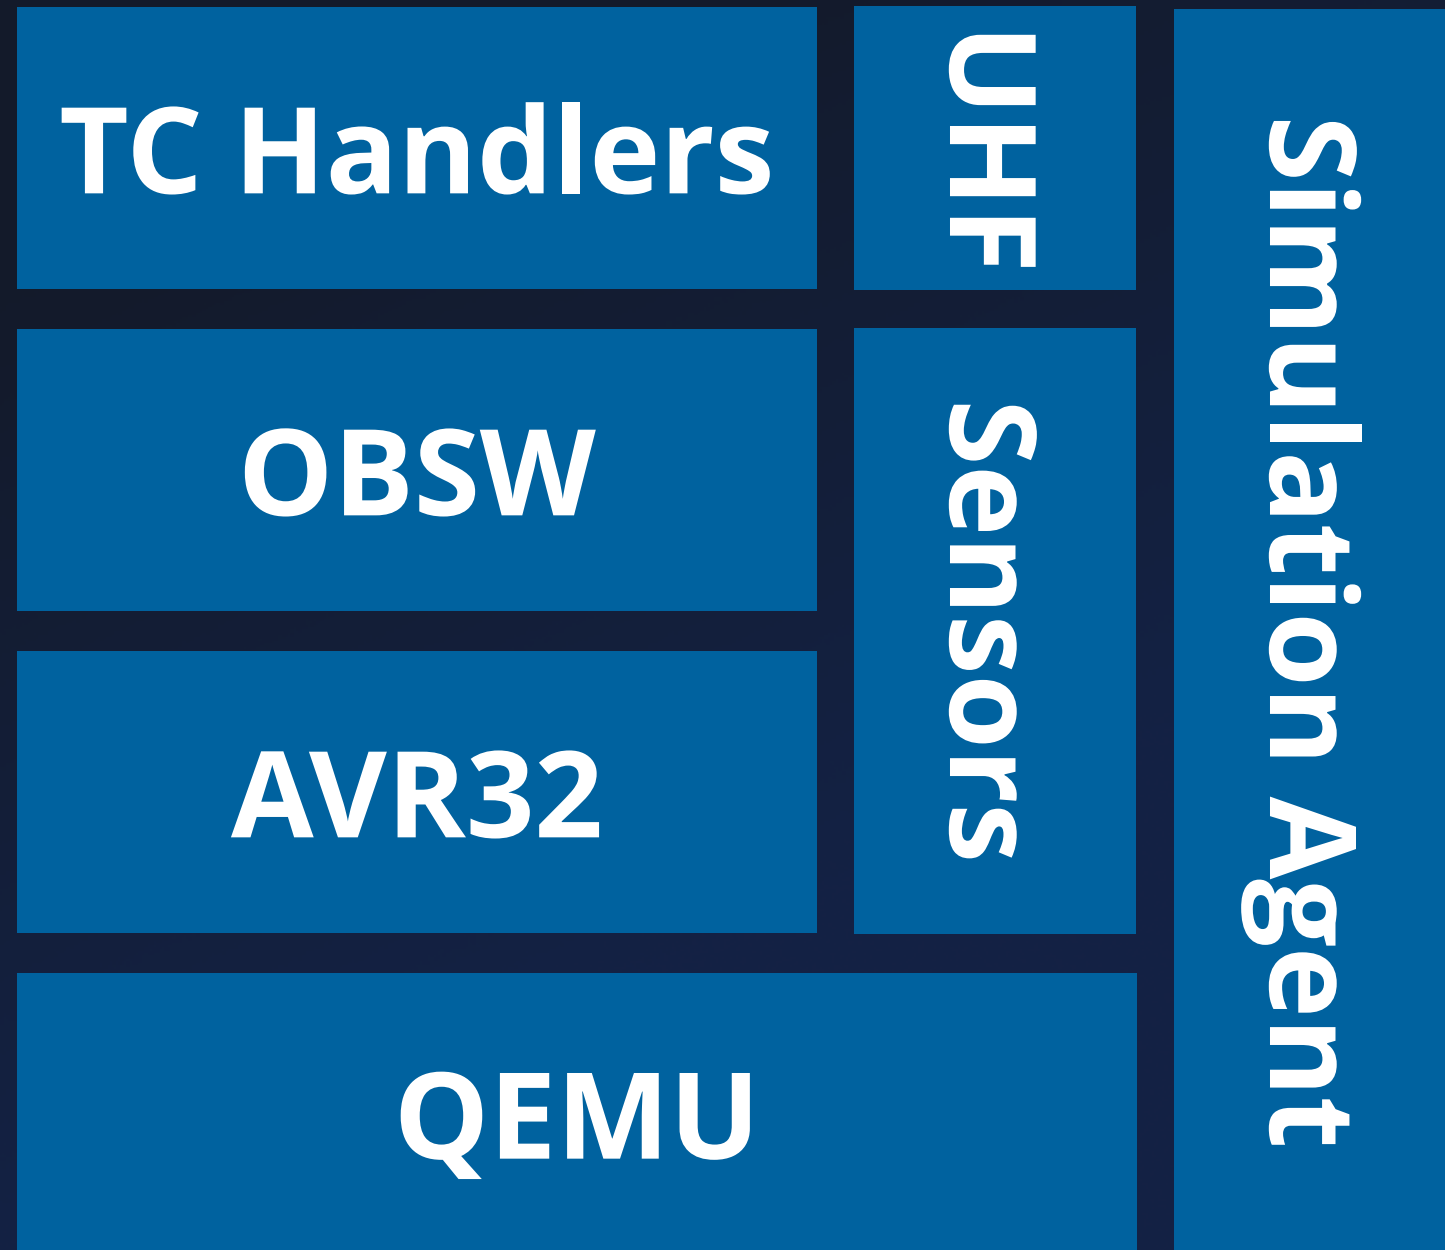 TC Handlers
UHF
Simulation Agent
OBSW
Sensors
AVR32
QEMU